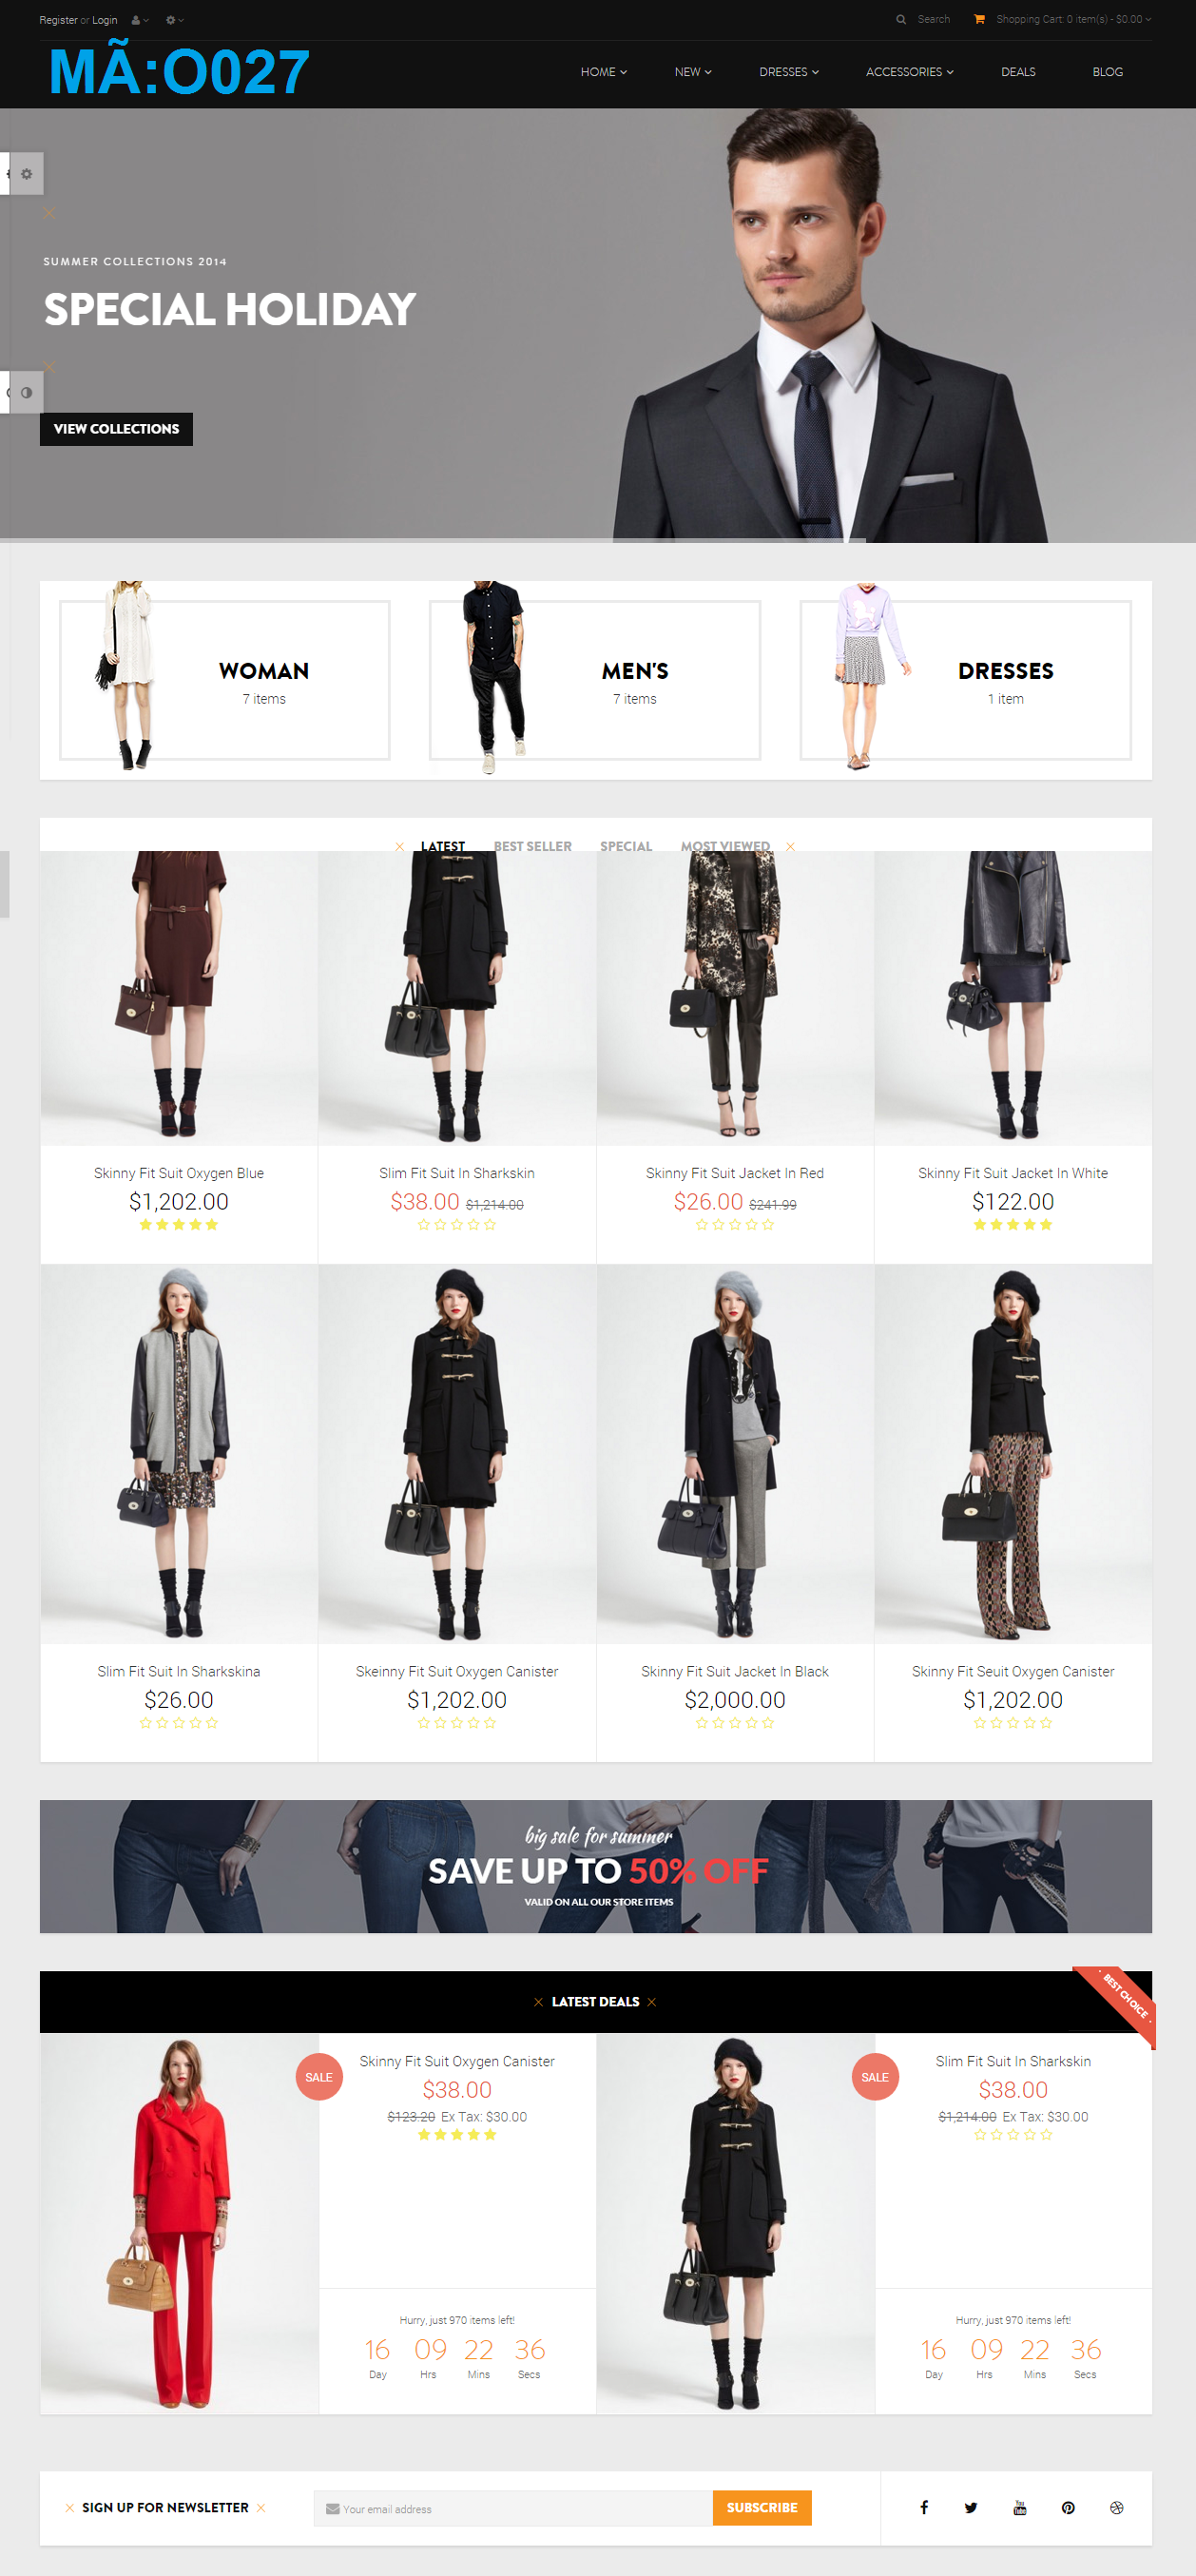 Register or Login
Search
Shopping Cart: 0 item(s) - $0.00
MÃ:O027
HOME NEW DRESSES ACCESSORIES DEALS BLOG
SUMMER COLLECTIONS 2014
SPECIAL HOLIDAY
VIEW COLLECTIONS
WOMAN
7 items
MEN'S
7 items
DRESSES
1 item
LATEST BEST SELLER SPECIAL MOST VIEWED
Skinny Fit Suit Oxygen Blue
$1,202.00
Slim Fit Suit In Sharkskin
$38.00 $1,214.00
Skinny Fit Suit Jacket In Red
$26.00 $241.99
Skinny Fit Suit Jacket In White
$122.00
Slim Fit Suit In Sharkskina
$26.00
Skeinny Fit Suit Oxygen Canister
$1,202.00
Skinny Fit Suit Jacket In Black
$2,000.00
Skinny Fit Seuit Oxygen Canister
$1,202.00
big sale for summer
SAVE UP TO 50% OFF
VALID ON ALL OUR STORE ITEMS
LATEST DEALS
BEST CHOICE
SALE
Skinny Fit Suit Oxygen Canister
$38.00
$123.20 Ex Tax: $30.00
Hurry, just 970 items left!
16 09 22 36
Day Hrs Mins Secs
SALE
Slim Fit Suit In Sharkskin
$38.00
$1,214.00 Ex Tax: $30.00
Hurry, just 970 items left!
16 09 22 36
Day Hrs Mins Secs
SIGN UP FOR NEWSLETTER
Your email address
SUBSCRIBE
You Tube